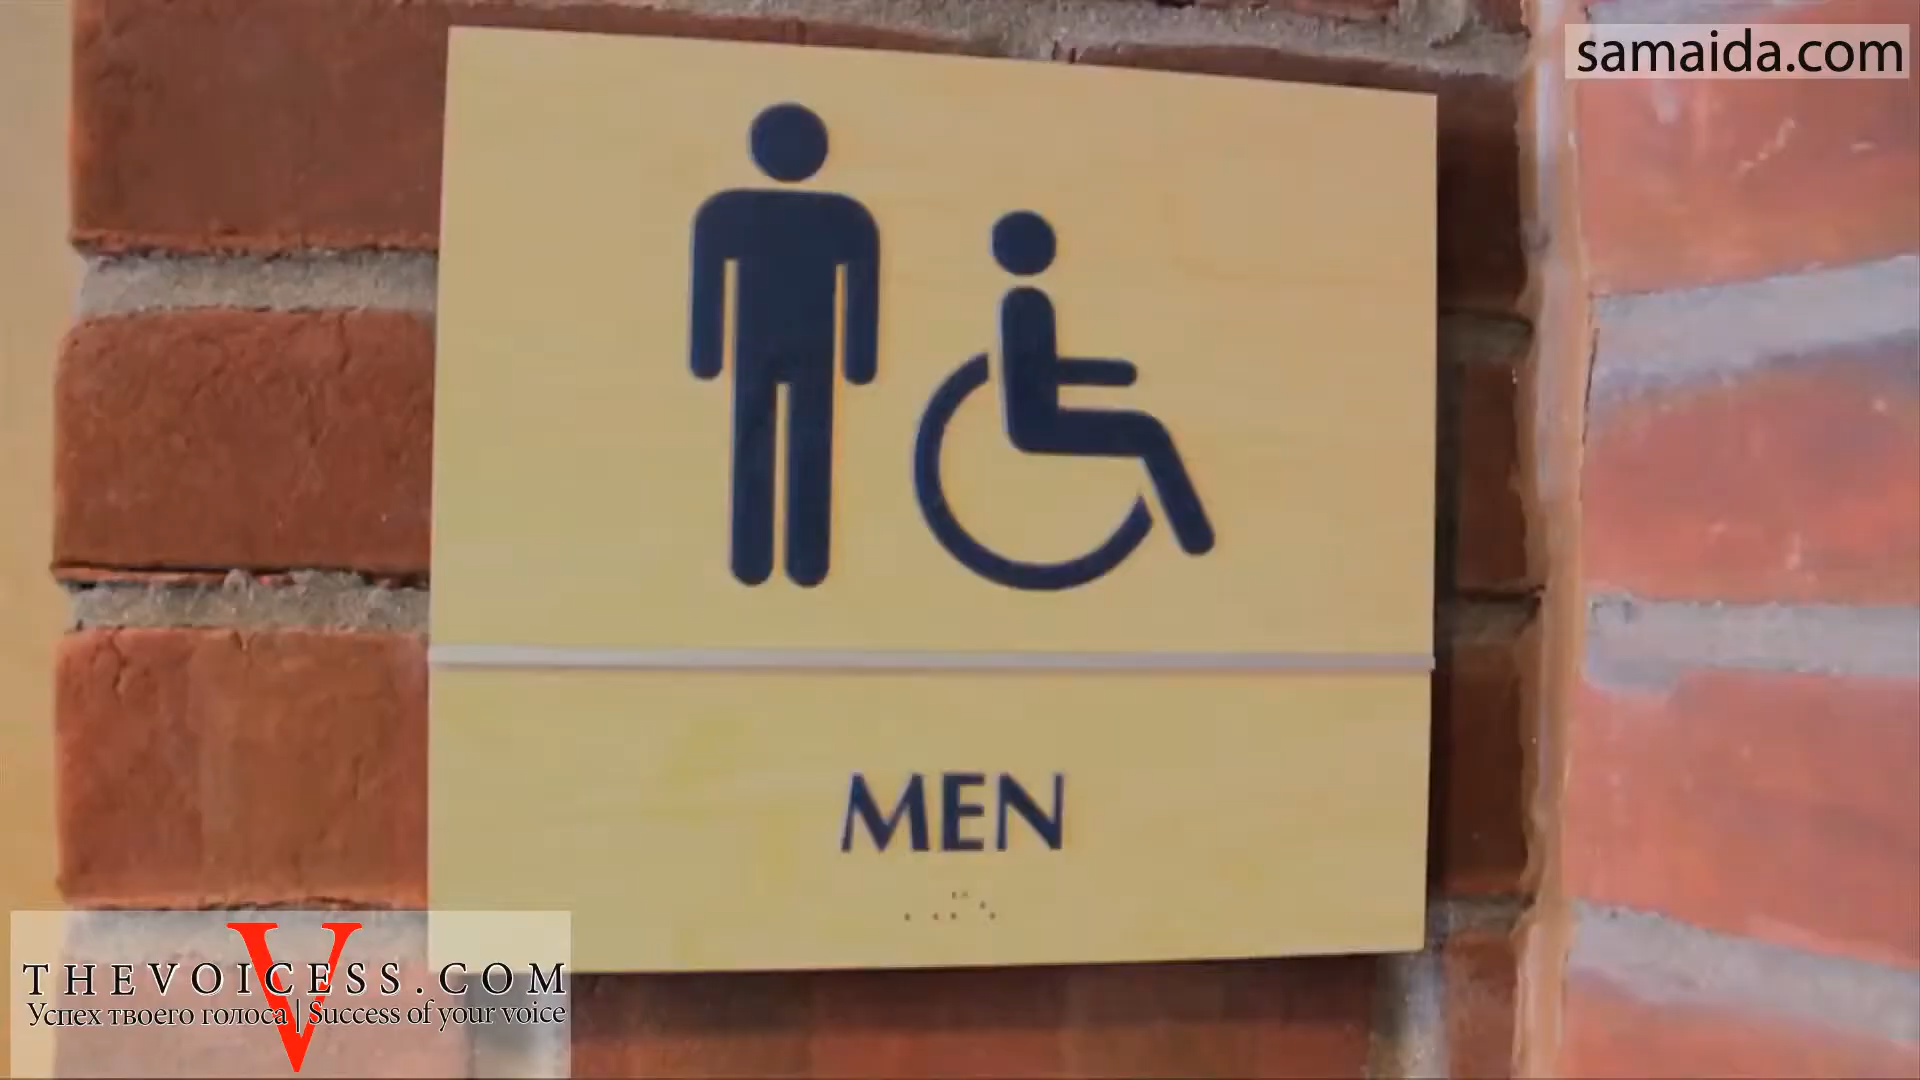 samaida.com
MEN
THEVOICESS.COM
Успех твоего голоса | Success of your voice